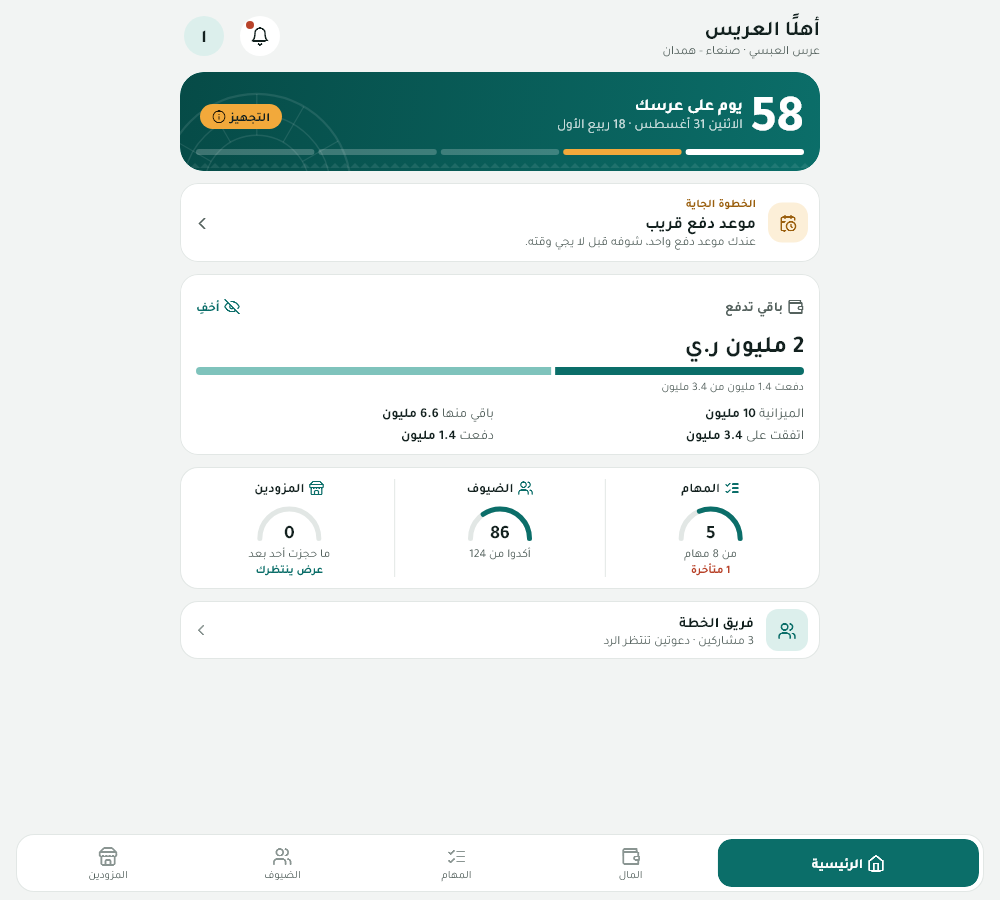 أهلًا العريس
عرس العبسي · صنعاء - همدان
ا
58
يوم على عرسك
الاثنين 31 أغسطس · 18 ربيع الأول
التجهيز
الخطوة الجاية
موعد دفع قريب
عندك موعد دفع واحد، شوفه قبل لا يجي وقته.
باقي تدفع
أخفِ
2 مليون ر.ي
دفعت 1.4 مليون من 3.4 مليون
الميزانية 10 مليون
باقي منها 6.6 مليون
اتفقت على 3.4 مليون
دفعت 1.4 مليون
المهام
5
من 8 مهام
1 متأخرة
الضيوف
86
أكدوا من 124
المزودين
0
ما حجزت أحد بعد
عرض ينتظرك
فريق الخطة
3 مشاركين · دعوتين تنتظر الرد
الرئيسية
المال
المهام
الضيوف
المزودين